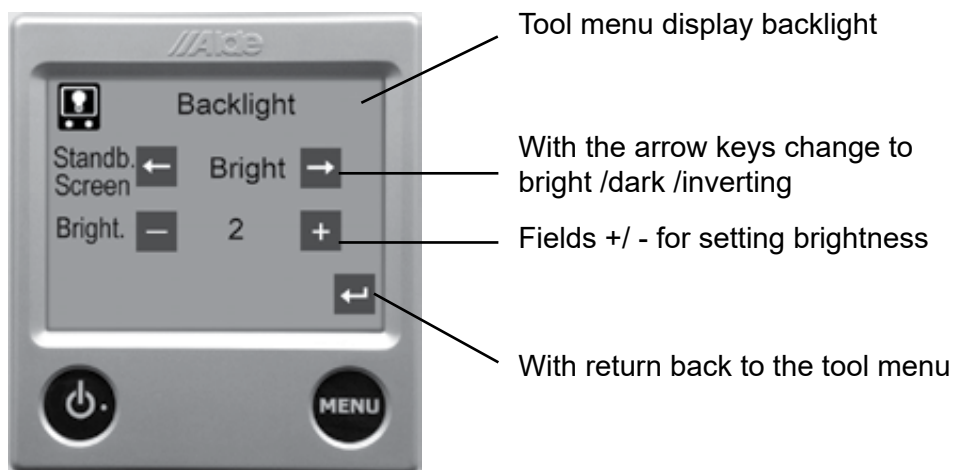 Alde
Backlight
Standb.
Screen
← Bright →
Bright. − 2 +
MENU
Tool menu display backlight
With the arrow keys change to
bright /dark /inverting
Fields +/ - for setting brightness
With return back to the tool menu